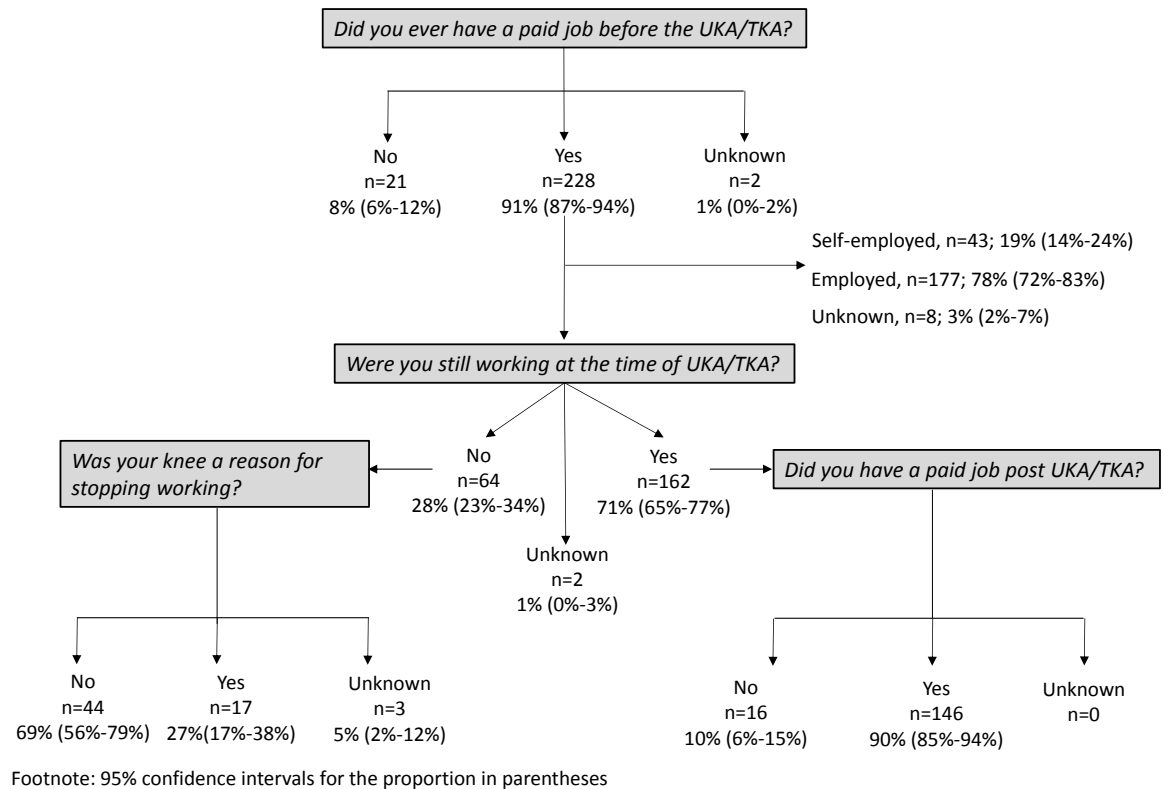 Did you ever have a paid job before the UKA/TKA?
No
n=21
8% (6%-12%)
Yes
n=228
91% (87%-94%)
Unknown
n=2
1% (0%-2%)
Self-employed, n=43; 19% (14%-24%)
Employed, n=177; 78% (72%-83%)
Unknown, n=8; 3% (2%-7%)
Were you still working at the time of UKA/TKA?
No
n=64
28% (23%-34%)
Yes
n=162
71% (65%-77%)
Unknown
n=2
1% (0%-3%)
Was your knee a reason for
stopping working?
No
n=44
69% (56%-79%)
Yes
n=17
27%(17%-38%)
Unknown
n=3
5% (2%-12%)
Did you have a paid job post UKA/TKA?
No
n=16
10% (6%-15%)
Yes
n=146
90% (85%-94%)
Unknown
n=0
Footnote: 95% confidence intervals for the proportion in parentheses